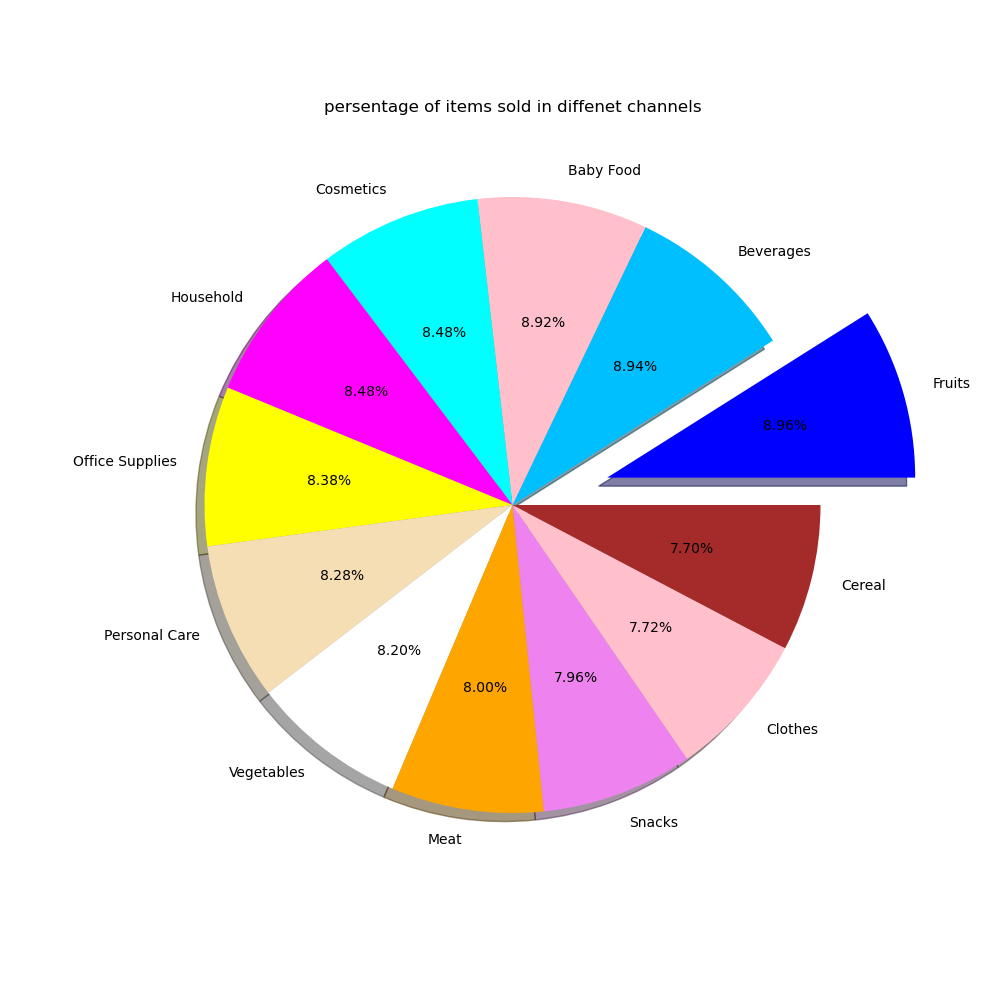 persentage of items sold in diffenet channels
Baby Food
Cosmetics
Beverages
Household
8.92%
8.48%
8.94%
Fruits
8.48%
8.96%
Office Supplies
8.38%
7.70%
8.28%
Cereal
Personal Care
7.72%
8.20%
7.96%
8.00%
Clothes
Vegetables
Snacks
Meat